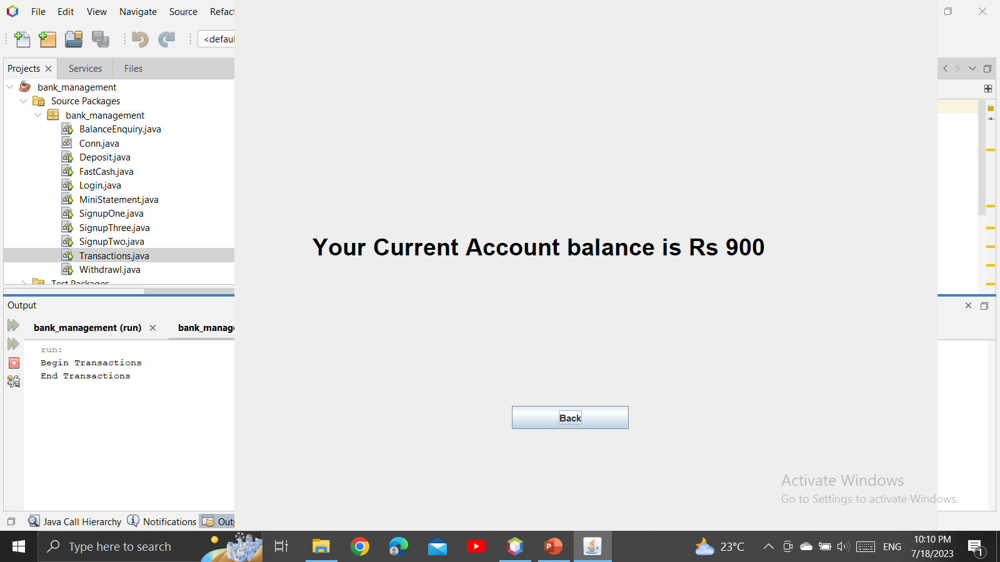 File Edit View Navigate Source Refact
<defaul
Projects Services Files
bank_management
Source Packages
bank_management
BalanceEnquiry.java
Conn.java
Deposit.java
FastCash.java
Login.java
MiniStatement.java
SignupOne.java
SignupThree.java
SignupTwo.java
Transactions.java
Withdrawl.java
Test Packages
Your Current Account balance is Rs 900
Back
Output
bank_management (run) bank_manage
run:
Begin Transactions
End Transactions
Activate Windows
Go to Settings to activate Windows.
Java Call Hierarchy Notifications Outp
Type here to search
23°C
ENG
10:10 PM
7/18/2023
1